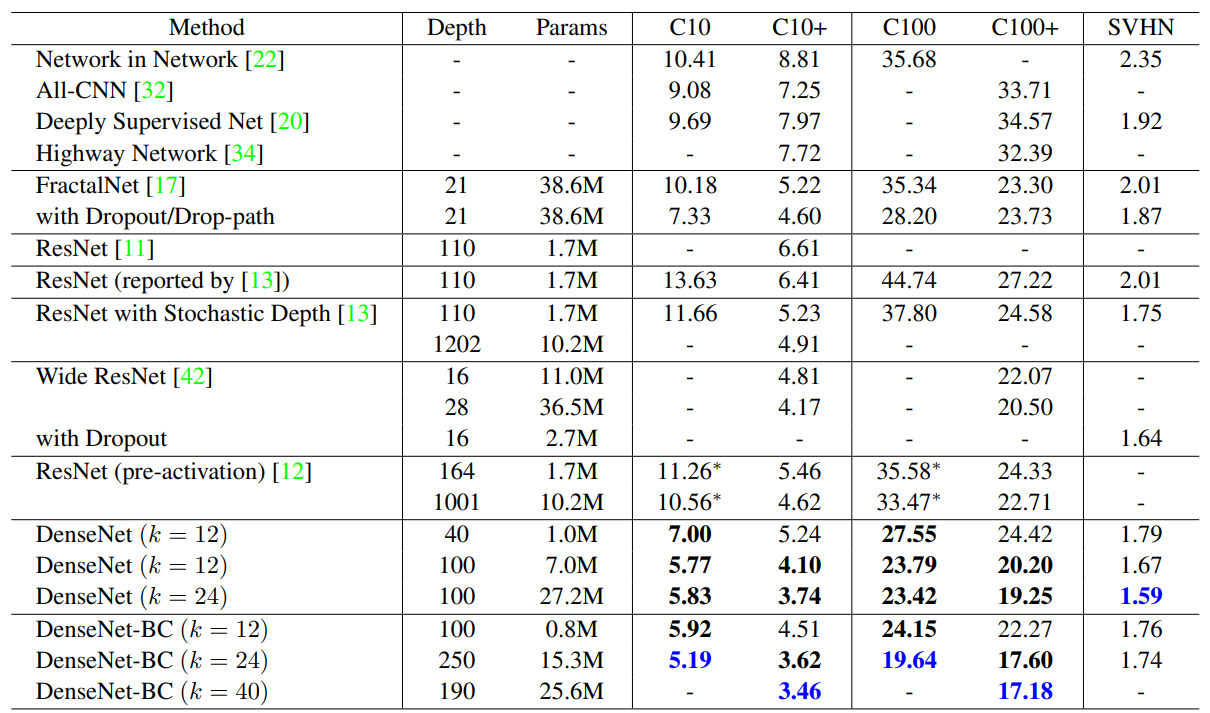 Method Depth Params C10 C10+ C100 C100+ SVHN
Network in Network [22] - - 10.41 8.81 35.68 - 2.35
All-CNN [32] - - 9.08 7.25 - 33.71 -
Deeply Supervised Net [20] - - 9.69 7.97 - 34.57 1.92
Highway Network [34] - - - 7.72 - 32.39 -
FractalNet [17] 21 38.6M 10.18 5.22 35.34 23.30 2.01
with Dropout/Drop-path 21 38.6M 7.33 4.60 28.20 23.73 1.87
ResNet [11] 110 1.7M - 6.61 - - -
ResNet (reported by [13]) 110 1.7M 13.63 6.41 44.74 27.22 2.01
ResNet with Stochastic Depth [13] 110 1.7M 11.66 5.23 37.80 24.58 1.75
1202 10.2M - 4.91 - - -
Wide ResNet [42] 16 11.0M - 4.81 - 22.07 -
28 36.5M - 4.17 - 20.50 -
with Dropout 16 2.7M - - - - 1.64
ResNet (pre-activation) [12] 164 1.7M 11.26* 5.46 35.58* 24.33 -
1001 10.2M 10.56* 4.62 33.47* 22.71 -
DenseNet (k = 12) 40 1.0M 7.00 5.24 27.55 24.42 1.79
DenseNet (k = 12) 100 7.0M 5.77 4.10 23.79 20.20 1.67
DenseNet (k = 24) 100 27.2M 5.83 3.74 23.42 19.25 1.59
DenseNet-BC (k = 12) 100 0.8M 5.92 4.51 24.15 22.27 1.76
DenseNet-BC (k = 24) 250 15.3M 5.19 3.62 19.64 17.60 1.74
DenseNet-BC (k = 40) 190 25.6M - 3.46 - 17.18 -